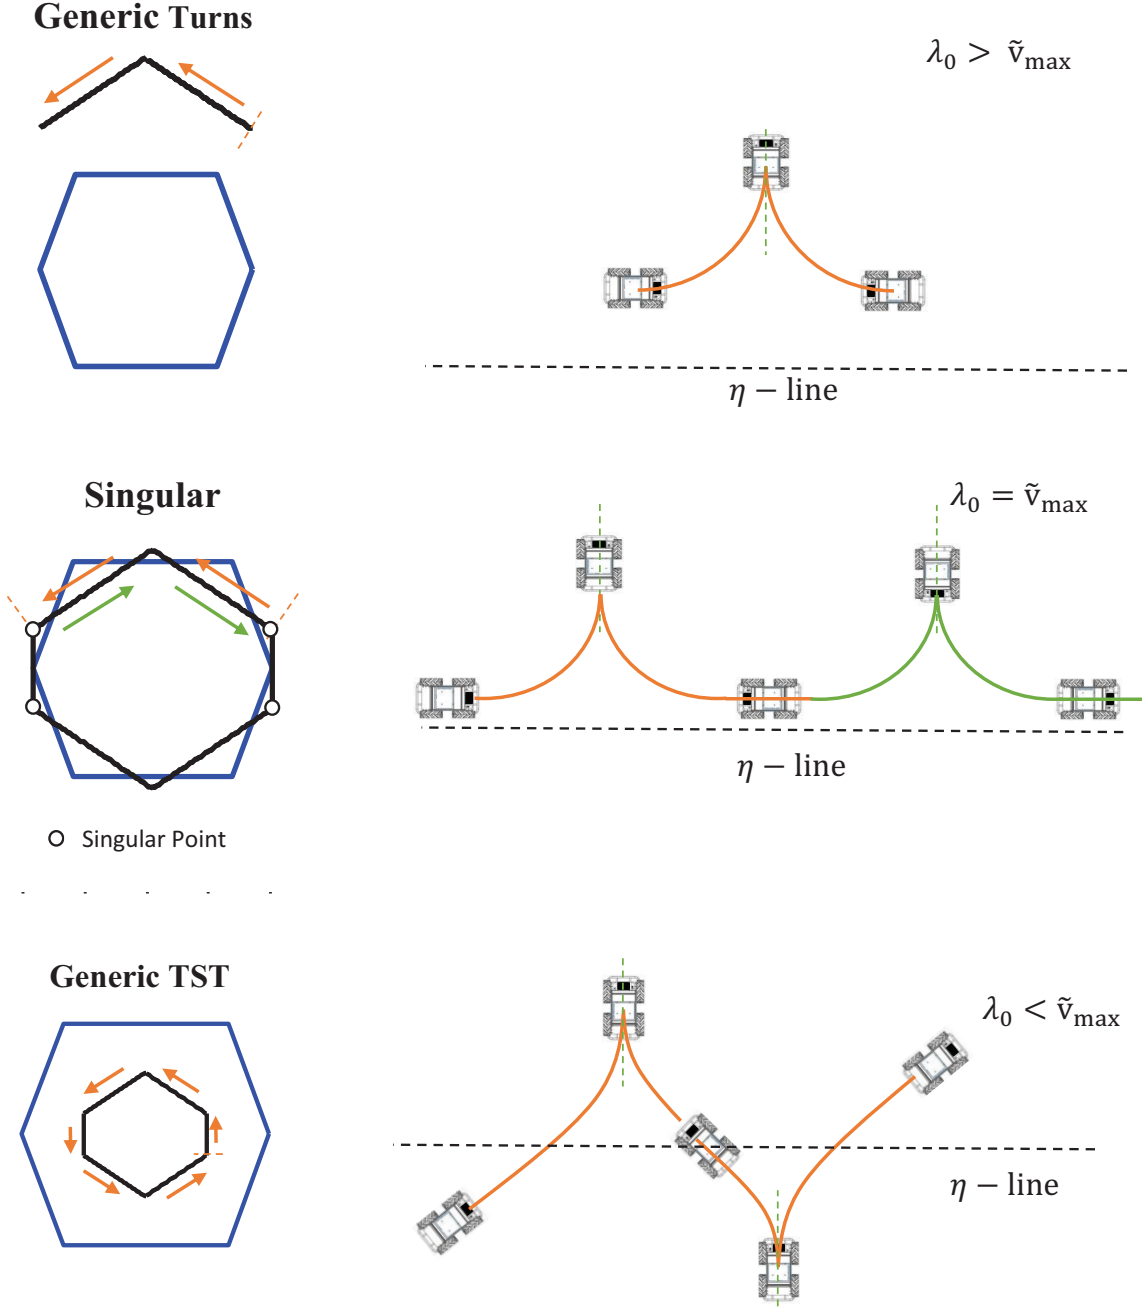 Generic Turns
λ₀ > ṽmax
η − line
Singular
λ₀ = ṽmax
η − line
Singular Point
Generic TST
λ₀ < ṽmax
η − line